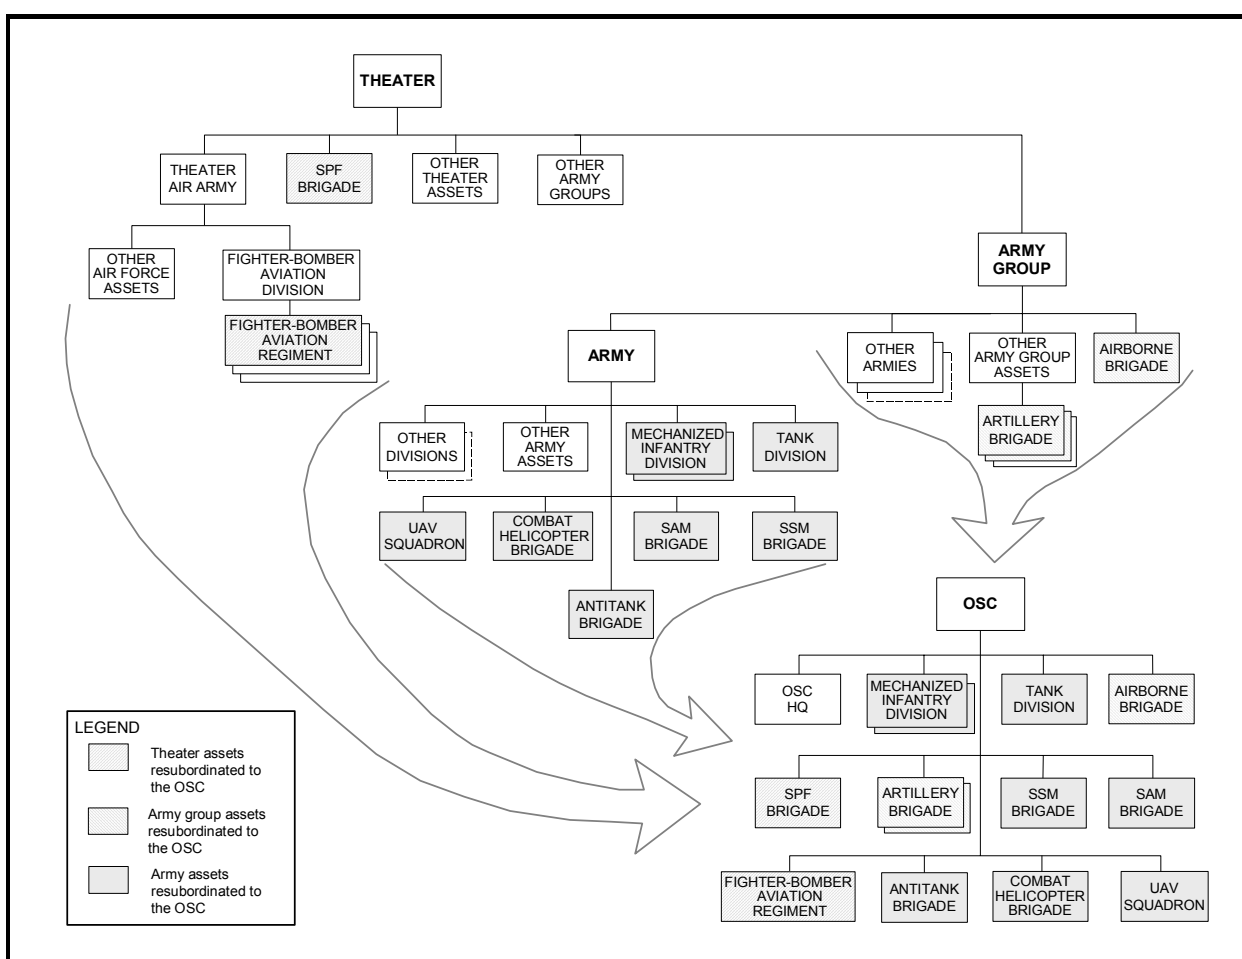 THEATER
THEATER
AIR ARMY
SPF
BRIGADE
OTHER
THEATER
ASSETS
OTHER
ARMY
GROUPS
OTHER
AIR FORCE
ASSETS
FIGHTER-BOMBER
AVIATION
DIVISION
FIGHTER-BOMBER
AVIATION
REGIMENT
ARMY
GROUP
ARMY
OTHER
ARMIES
OTHER
ARMY GROUP
ASSETS
AIRBORNE
BRIGADE
ARTILLERY
BRIGADE
OTHER
DIVISIONS
OTHER
ARMY
ASSETS
MECHANIZED
INFANTRY
DIVISION
TANK
DIVISION
UAV
SQUADRON
COMBAT
HELICOPTER
BRIGADE
SAM
BRIGADE
SSM
BRIGADE
ANTITANK
BRIGADE
OSC
OSC
HQ
MECHANIZED
INFANTRY
DIVISION
TANK
DIVISION
AIRBORNE
BRIGADE
SPF
BRIGADE
ARTILLERY
BRIGADE
SSM
BRIGADE
SAM
BRIGADE
FIGHTER-BOMBER
AVIATION
REGIMENT
ANTITANK
BRIGADE
COMBAT
HELICOPTER
BRIGADE
UAV
SQUADRON
LEGEND
Theater assets
resubordinated to
the OSC
Army group assets
resubordinated to
the OSC
Army assets
resubordinated to
the OSC